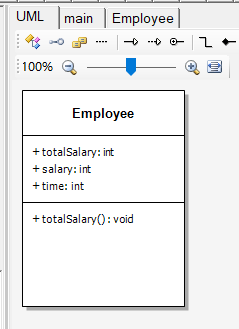 UML main Employee
100%
Employee
+ totalSalary: int
+ salary: int
+ time: int
+ totalSalary(): void